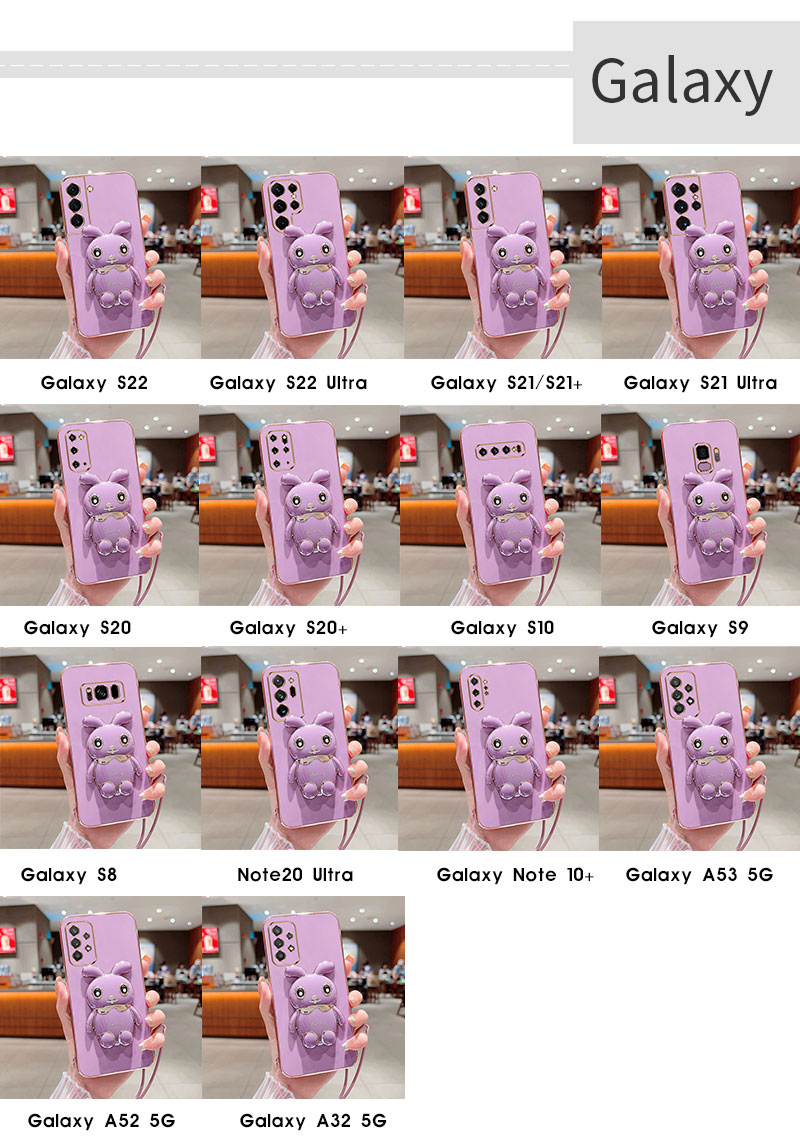 Galaxy
Galaxy S22
Galaxy S22 Ultra
Galaxy S21/S21+
Galaxy S21 Ultra
Galaxy S20
Galaxy S20+
Galaxy S10
Galaxy S9
Galaxy S8
Note20 Ultra
Galaxy Note 10+
Galaxy A53 5G
Galaxy A52 5G
Galaxy A32 5G